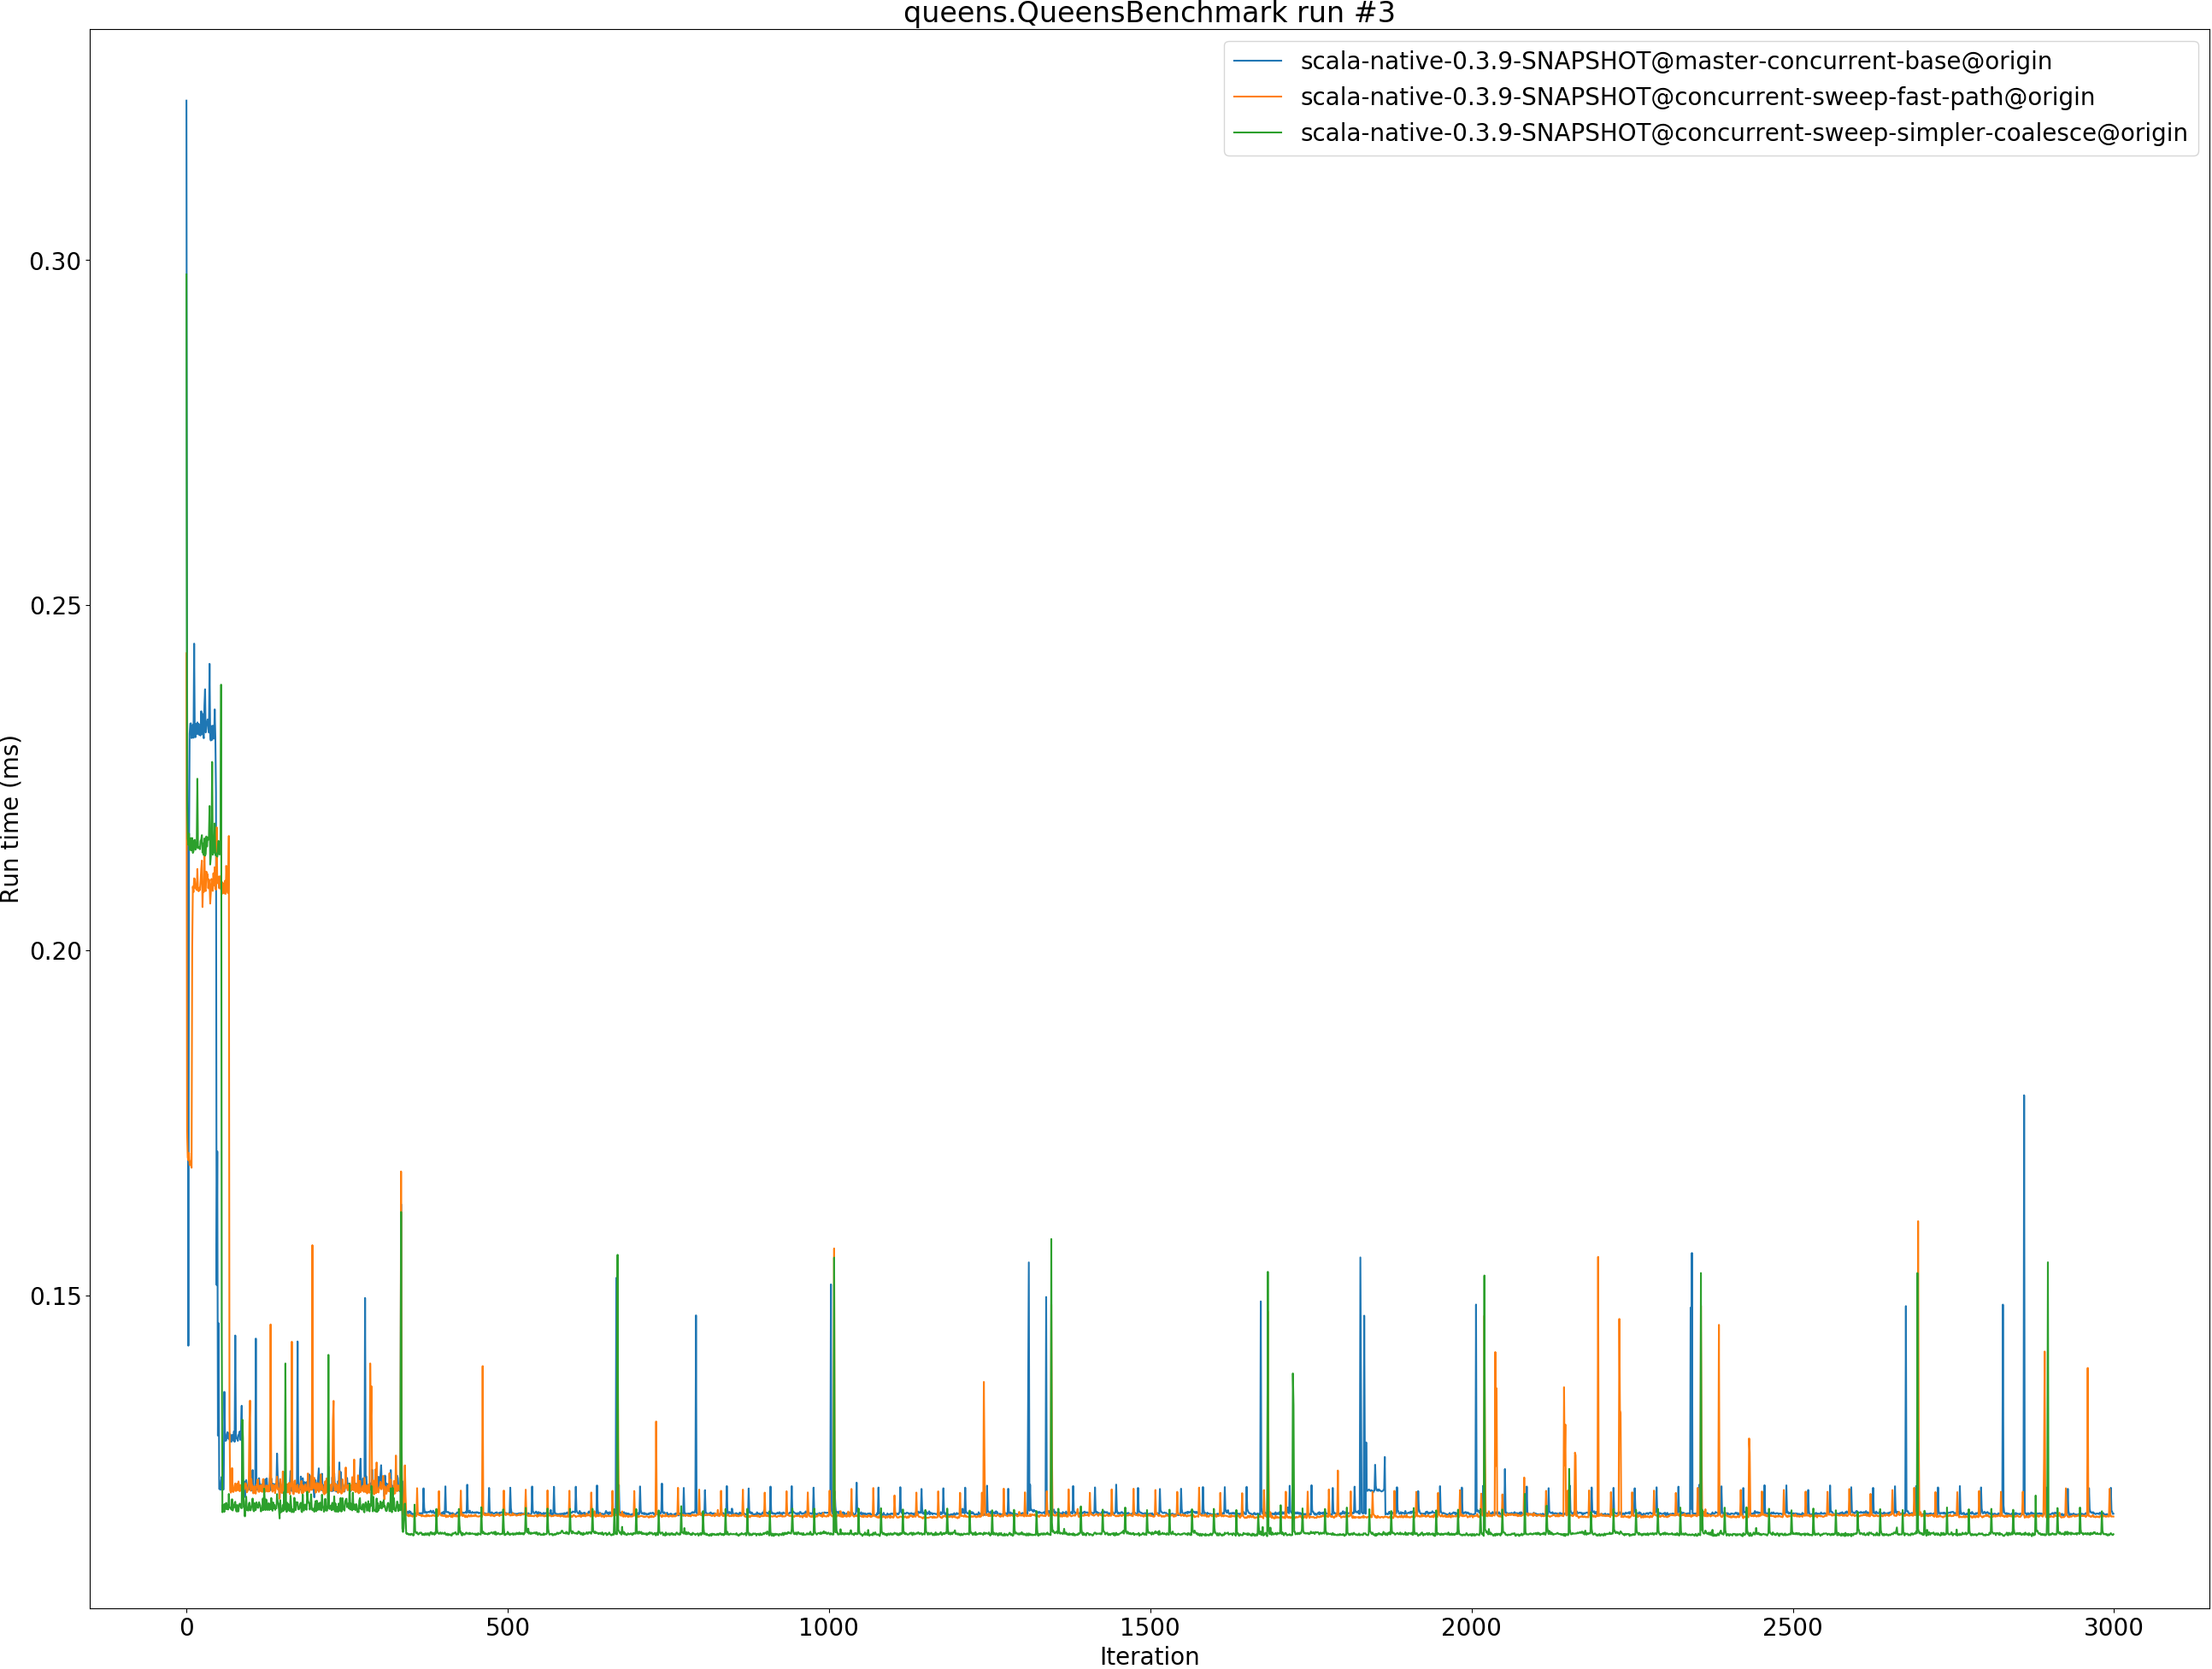 queens.QueensBenchmark run #3
scala-native-0.3.9-SNAPSHOT@master-concurrent-base@origin
scala-native-0.3.9-SNAPSHOT@concurrent-sweep-fast-path@origin
scala-native-0.3.9-SNAPSHOT@concurrent-sweep-simpler-coalesce@origin
Run time (ms)
0.30
0.25
0.20
0.15
0 500 1000 1500 2000 2500 3000
Iteration